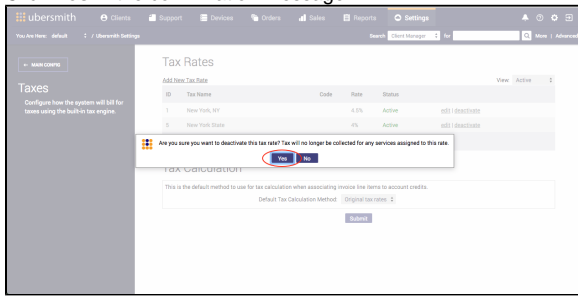 ubersmith Clients Support Devices Orders Sales Reports Settings
You Are Here: default / Ubersmith Settings Search Client Manager for More | Advanced
← MAIN CONFIG
Tax Rates
Add New Tax Rate View Active
Taxes
ID Tax Name Code Rate Status
Configure how the system will bill for
taxes using the built-in tax engine.
1 New York, NY 4.5% Active edit | deactivate
New York State 4% Active edit | deactivate
Are you sure you want to deactivate this tax rate? Tax will no longer be collected for any services assigned to this rate.
Yes No
Tax Calculation
This is the default method to use for tax calculation when associating invoice line items to account credits.
Default Tax Calculation Method Original tax rates
Submit